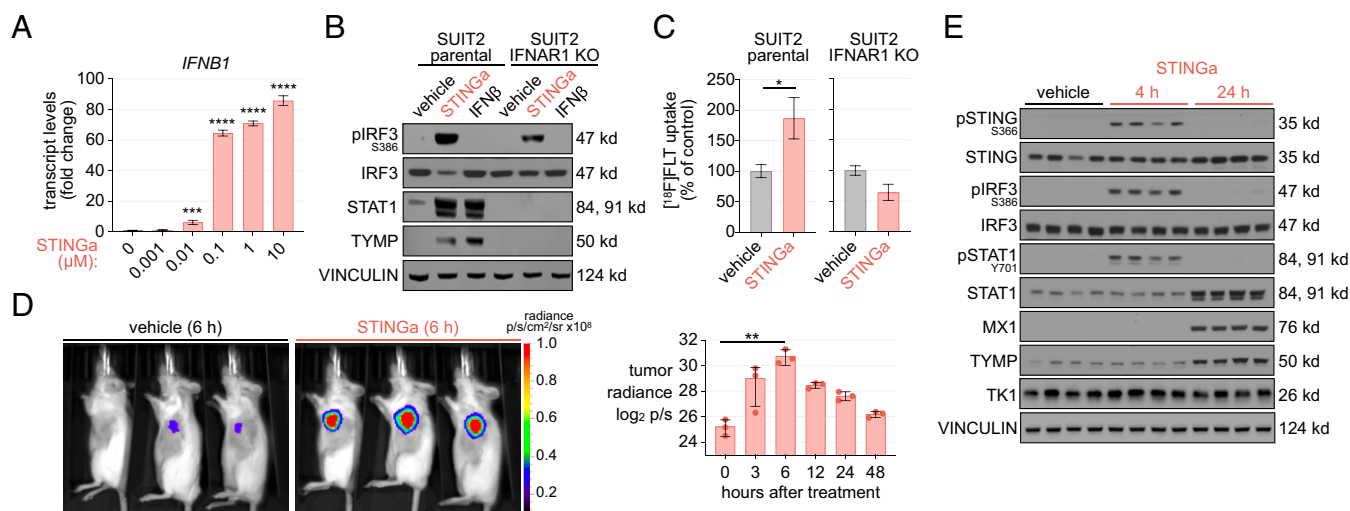 A
IFNB1
transcript levels
(fold change)
100
80
60
40
20
0
***
****
****
****
STINGa
(µM):
0
0.001
0.01
0.1
1
10
B
SUIT2
parental
SUIT2
IFNAR1 KO
vehicle
STINGa
IFNβ
vehicle
STINGa
IFNβ
pIRF3
S386
47 kd
IRF3
47 kd
STAT1
84, 91 kd
TYMP
50 kd
VINCULIN
124 kd
C
SUIT2
parental
SUIT2
IFNAR1 KO
[¹⁸F]FLT uptake
(% of control)
250
200
150
100
50
0
*
vehicle
STINGa
vehicle
STINGa
D
vehicle (6 h)
STINGa (6 h)
radiance
p/s/cm²/sr x10⁸
1.0
0.8
0.6
0.4
0.2
tumor
radiance
log₂ p/s
32
30
28
26
24
**
0
3
6
12
24
48
hours after treatment
E
STINGa
vehicle
4 h
24 h
pSTING
S366
35 kd
STING
35 kd
pIRF3
S386
47 kd
IRF3
47 kd
pSTAT1
Y701
84, 91 kd
STAT1
84, 91 kd
MX1
76 kd
TYMP
50 kd
TK1
26 kd
VINCULIN
124 kd